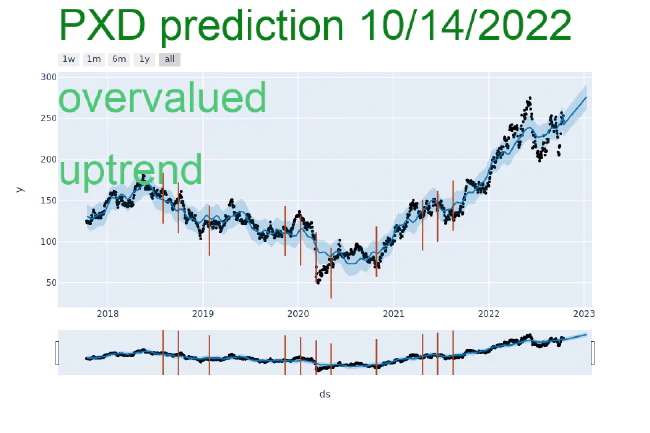 PXD prediction 10/14/2022
1w 1m 6m 1y all
300
overvalued
250
200
uptrend
y
150
100
50
2018 2019 2020 2021 2022 2023
ds